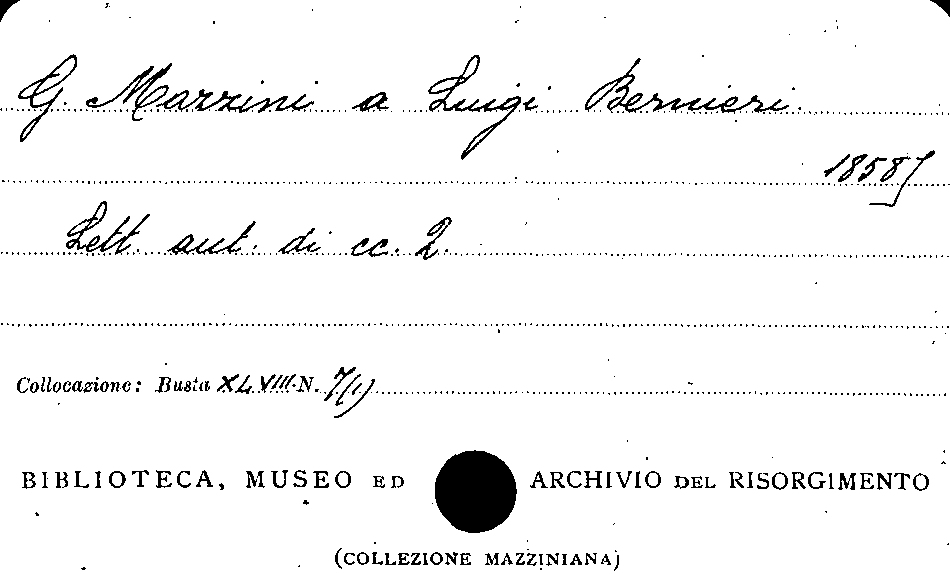 G. Mazzini a Luigi Bernieri.
1858]
Lett. aut. di cc. 2.
Collocazione: Busta XLVIII. N. 7(1)
BIBLIOTECA, MUSEO ED ARCHIVIO DEL RISORGIMENTO
(COLLEZIONE MAZZINIANA)